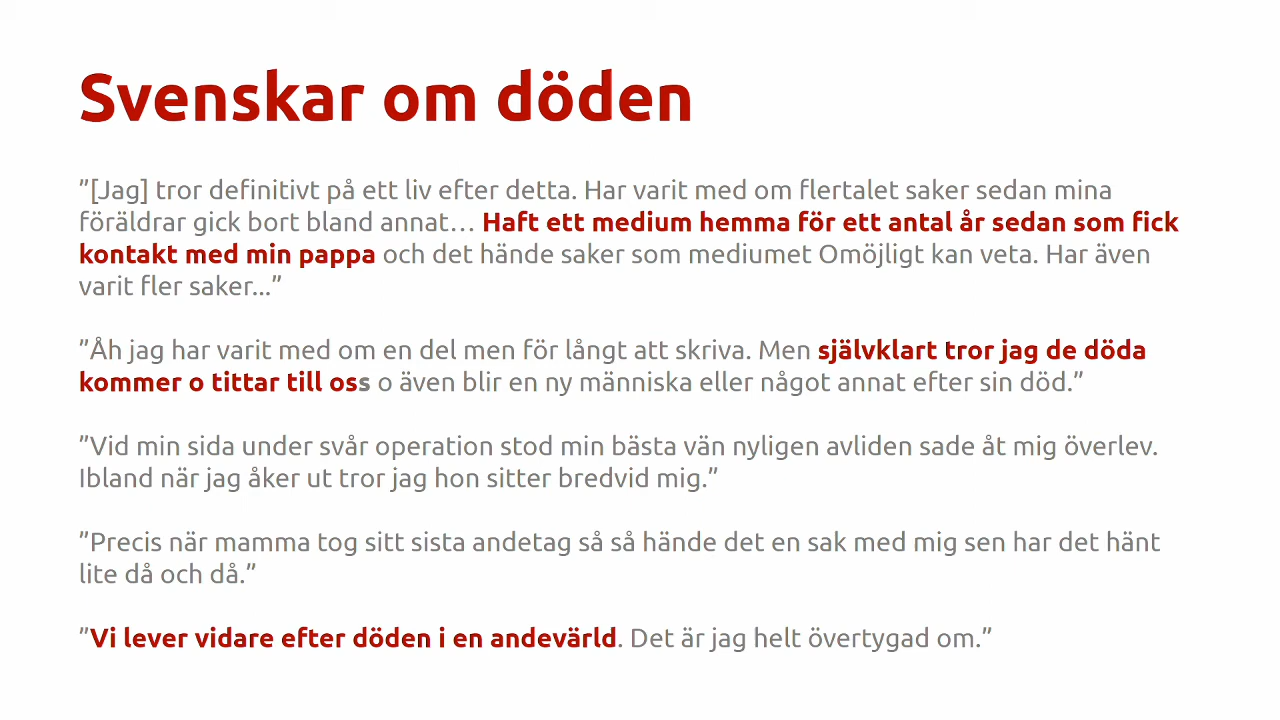 Svenskar om döden
”[Jag] tror definitivt på ett liv efter detta. Har varit med om flertalet saker sedan mina
föräldrar gick bort bland annat… Haft ett medium hemma för ett antal år sedan som fick
kontakt med min pappa och det hände saker som mediumet Omöjligt kan veta. Har även
varit fler saker...”
”Åh jag har varit med om en del men för långt att skriva. Men självklart tror jag de döda
kommer o tittar till oss o även blir en ny människa eller något annat efter sin död.”
”Vid min sida under svår operation stod min bästa vän nyligen avliden sade åt mig överlev.
Ibland när jag åker ut tror jag hon sitter bredvid mig.”
”Precis när mamma tog sitt sista andetag så så hände det en sak med mig sen har det hänt
lite då och då.”
”Vi lever vidare efter döden i en andevärld. Det är jag helt övertygad om.”